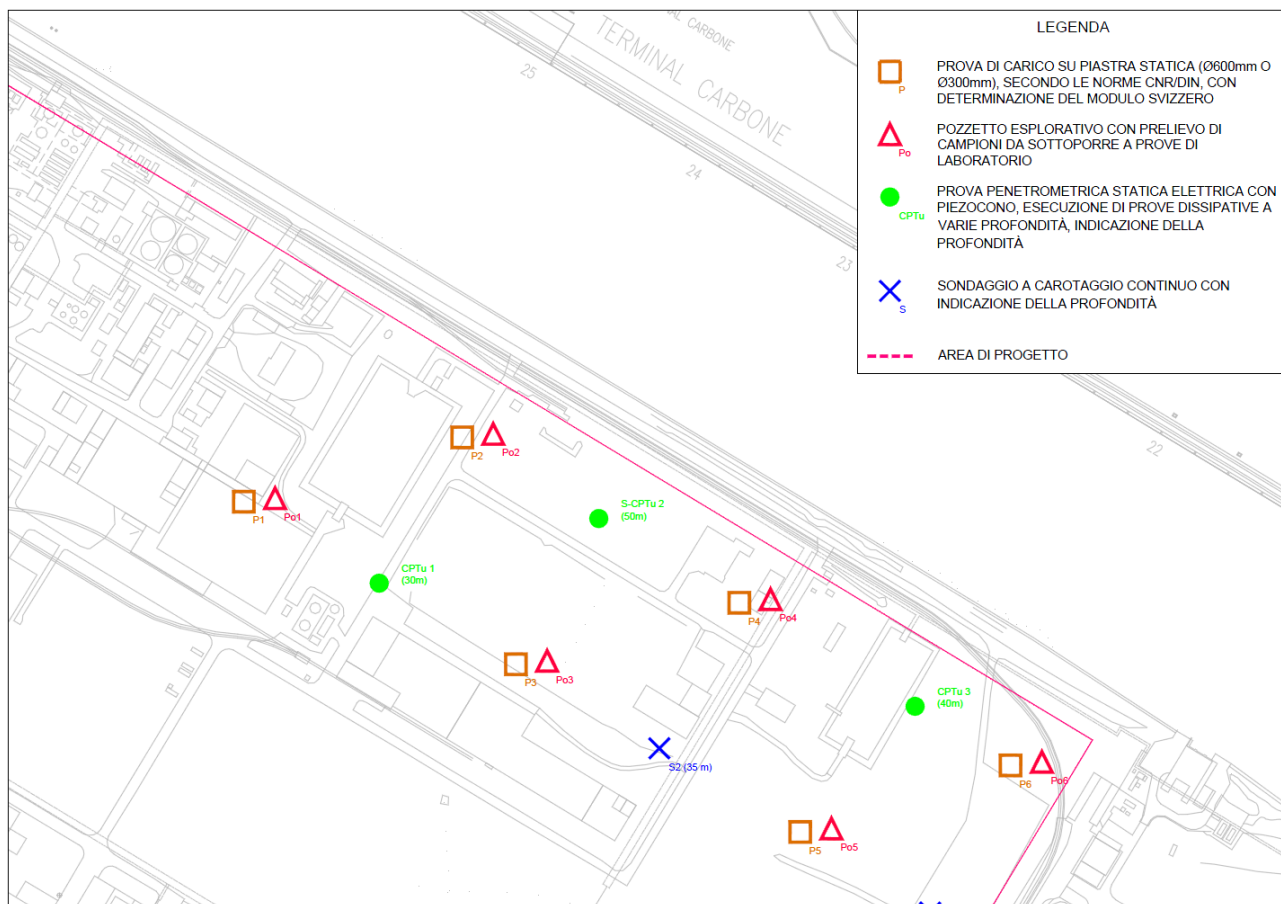 LEGENDA
P
PROVA DI CARICO SU PIASTRA STATICA (Ø600mm O
Ø300mm), SECONDO LE NORME CNR/DIN, CON
DETERMINAZIONE DEL MODULO SVIZZERO
Po
POZZETTO ESPLORATIVO CON PRELIEVO DI
CAMPIONI DA SOTTOPORRE A PROVE DI
LABORATORIO
CPTu
PROVA PENETROMETRICA STATICA ELETTRICA CON
PIEZOCONO, ESECUZIONE DI PROVE DISSIPATIVE A
VARIE PROFONDITÀ, INDICAZIONE DELLA
PROFONDITÀ
S
SONDAGGIO A CAROTAGGIO CONTINUO CON
INDICAZIONE DELLA PROFONDITÀ
AREA DI PROGETTO
TERMINAL CARBONE
TERMINAL CARBONE
25
24
23
22
P2
Po2
P1
Po1
S-CPTu 2
(50m)
CPTu 1
(30m)
P4
Po4
P3
Po3
CPTu 3
(40m)
S2 (35 m)
P6
Po6
P5
Po5